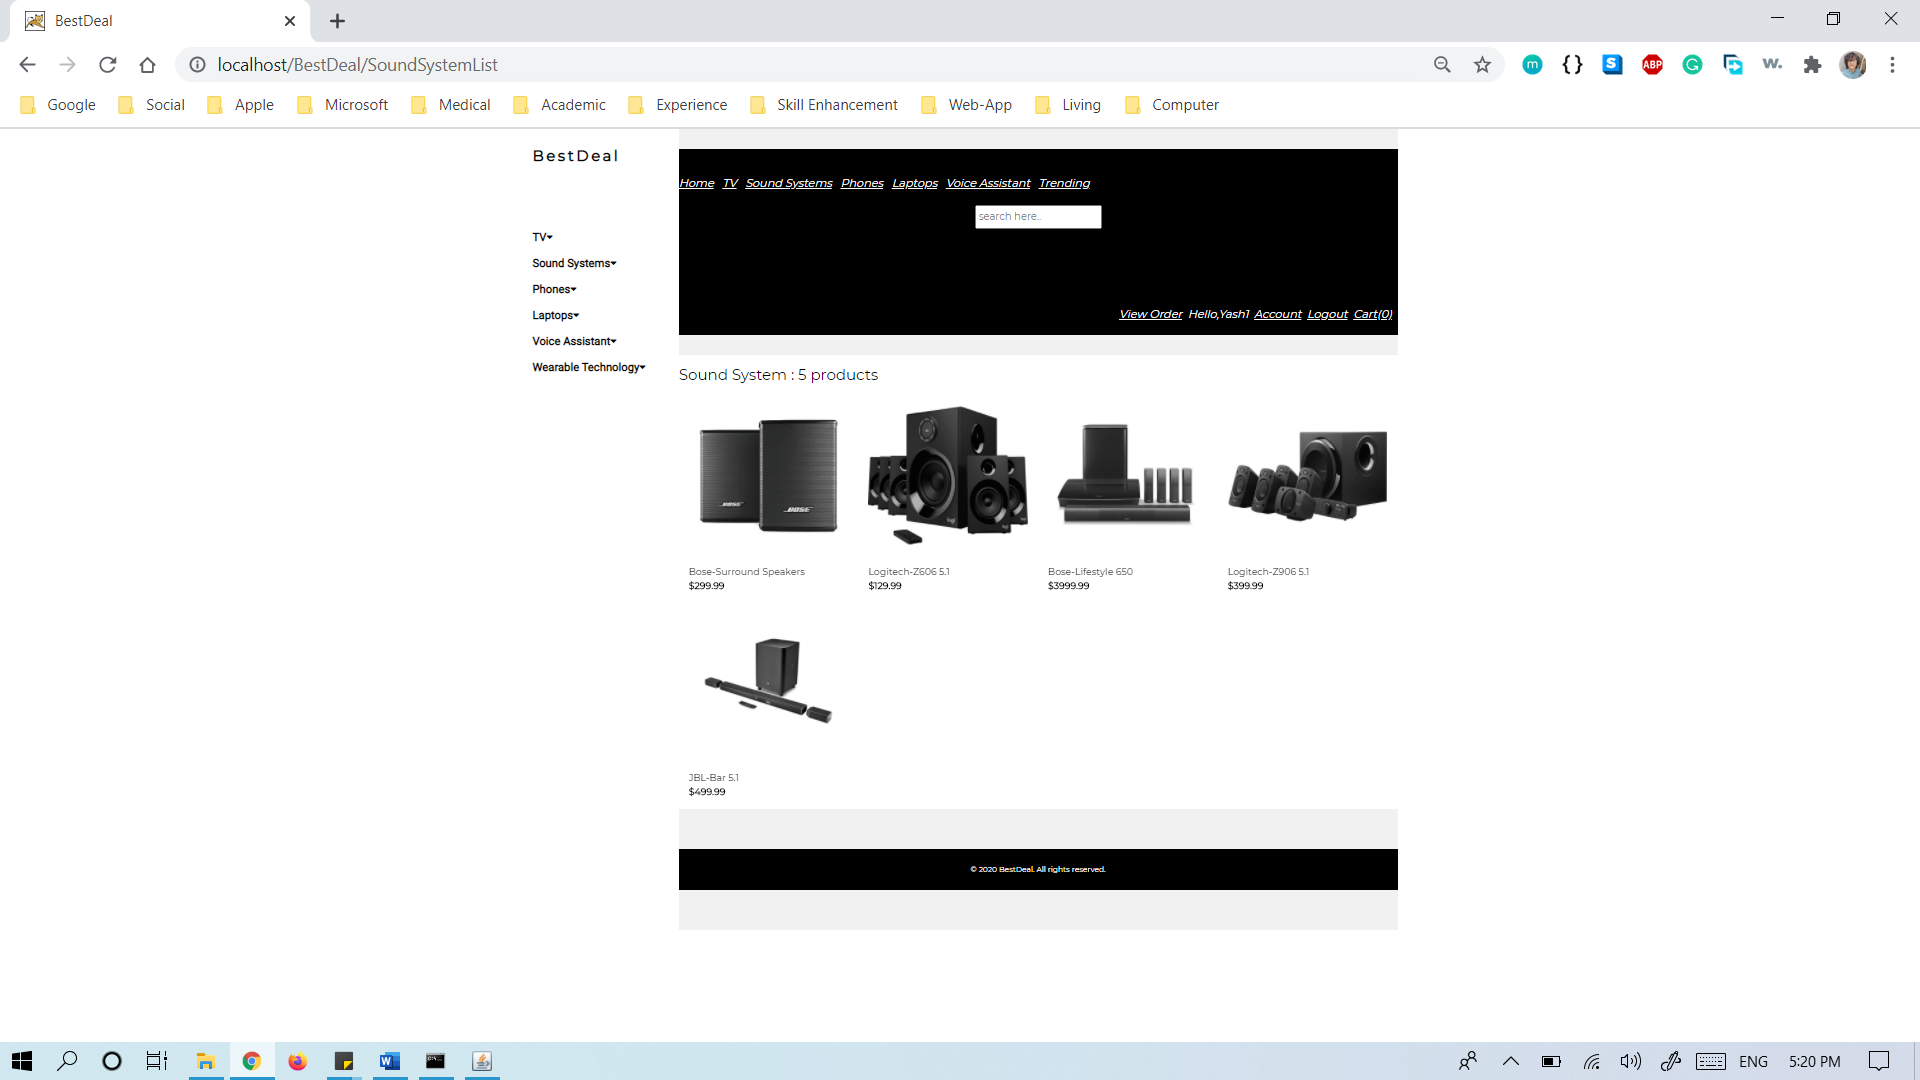 BestDeal
localhost/BestDeal/SoundSystemList
Google Social Apple Microsoft Medical Academic Experience Skill Enhancement Web-App Living Computer
BestDeal
TV
Sound Systems
Phones
Laptops
Voice Assistant
Wearable Technology
Home TV Sound Systems Phones Laptops Voice Assistant Trending
search here..
View Order Hello,Yash1 Account Logout Cart(0)
Sound System : 5 products
BOSE BOSE
logi
Bose-Surround Speakers
$299.99
Logitech-Z606 5.1
$129.99
Bose-Lifestyle 650
$3999.99
Logitech-Z906 5.1
$399.99
JBL-Bar 5.1
$499.99
© 2020 BestDeal. All rights reserved.
m {} S ABP G w.
ENG 5:20 PM